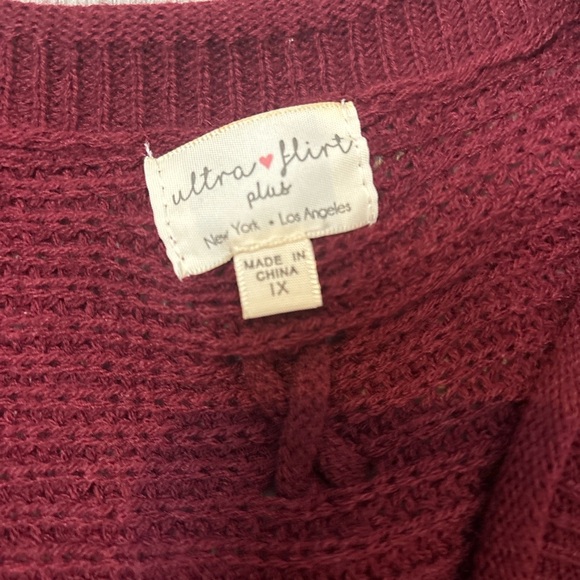 ultra ♥ flirt
plus
New York • Los Angeles
MADE IN
CHINA
1X